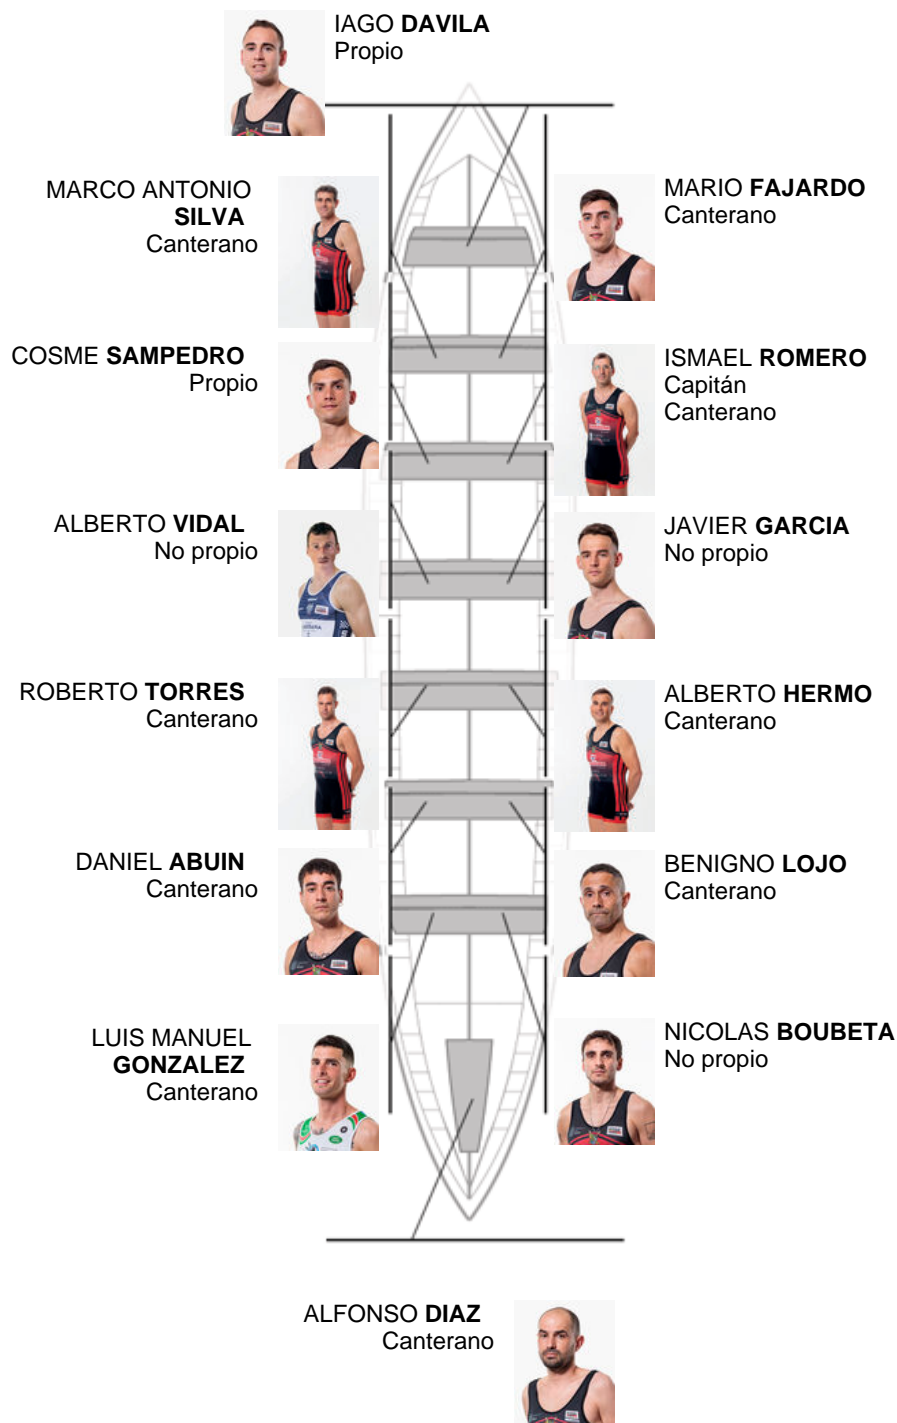 IAGO DAVILA
Propio
MARCO ANTONIO
SILVA
Canterano
MARIO FAJARDO
Canterano
COSME SAMPEDRO
Propio
ISMAEL ROMERO
Capitán
Canterano
ALBERTO VIDAL
No propio
JAVIER GARCIA
No propio
ROBERTO TORRES
Canterano
ALBERTO HERMO
Canterano
DANIEL ABUIN
Canterano
BENIGNO LOJO
Canterano
LUIS MANUEL
GONZALEZ
Canterano
NICOLAS BOUBETA
No propio
ALFONSO DIAZ
Canterano